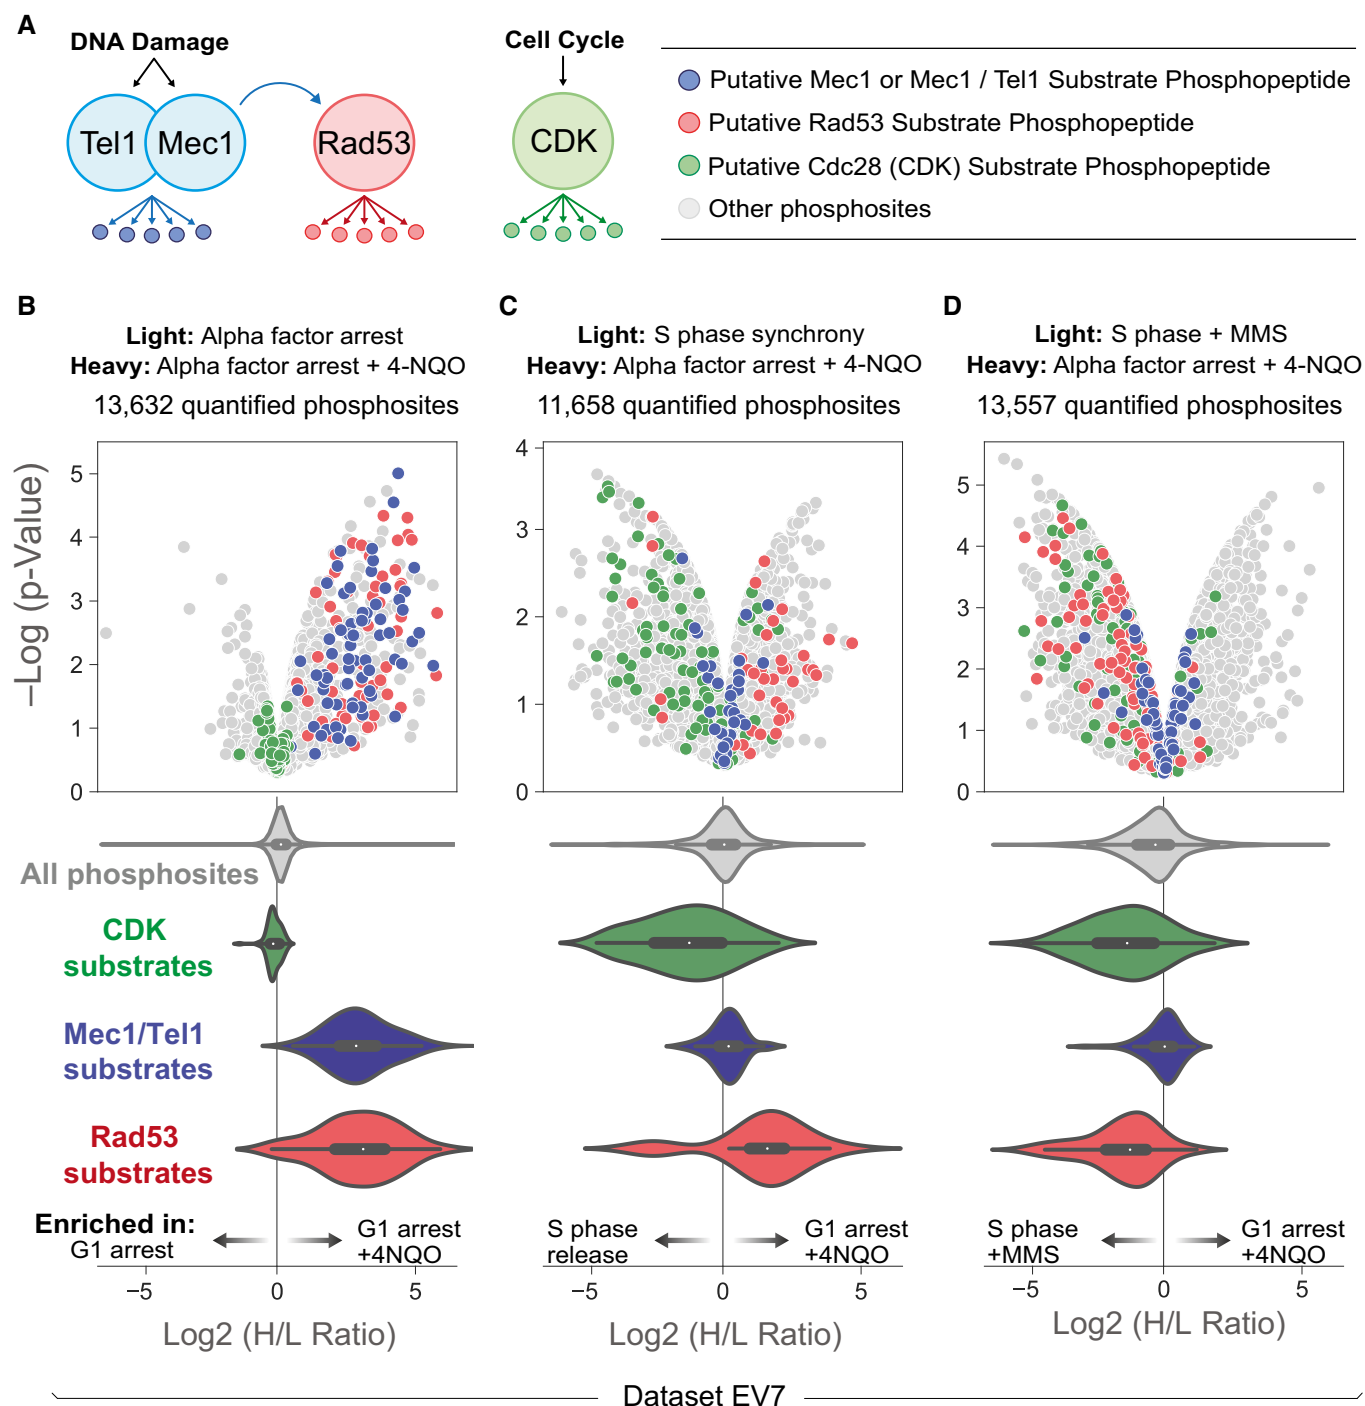 A
DNA Damage
Tel1
Mec1
Rad53
Cell Cycle
CDK
Putative Mec1 or Mec1 / Tel1 Substrate Phosphopeptide
Putative Rad53 Substrate Phosphopeptide
Putative Cdc28 (CDK) Substrate Phosphopeptide
Other phosphosites
B
Light: Alpha factor arrest
Heavy: Alpha factor arrest + 4-NQO
13,632 quantified phosphosites
C
Light: S phase synchrony
Heavy: Alpha factor arrest + 4-NQO
11,658 quantified phosphosites
D
Light: S phase + MMS
Heavy: Alpha factor arrest + 4-NQO
13,557 quantified phosphosites
–Log (p-Value)
5
4
3
2
1
0
4
3
2
1
0
5
4
3
2
1
0
All phosphosites
CDK
substrates
Mec1/Tel1
substrates
Rad53
substrates
Enriched in:
G1 arrest
G1 arrest
+4NQO
S phase
release
G1 arrest
+4NQO
S phase
+MMS
G1 arrest
+4NQO
−5 0 5
−5 0 5
−5 0 5
Log2 (H/L Ratio)
Log2 (H/L Ratio)
Log2 (H/L Ratio)
Dataset EV7